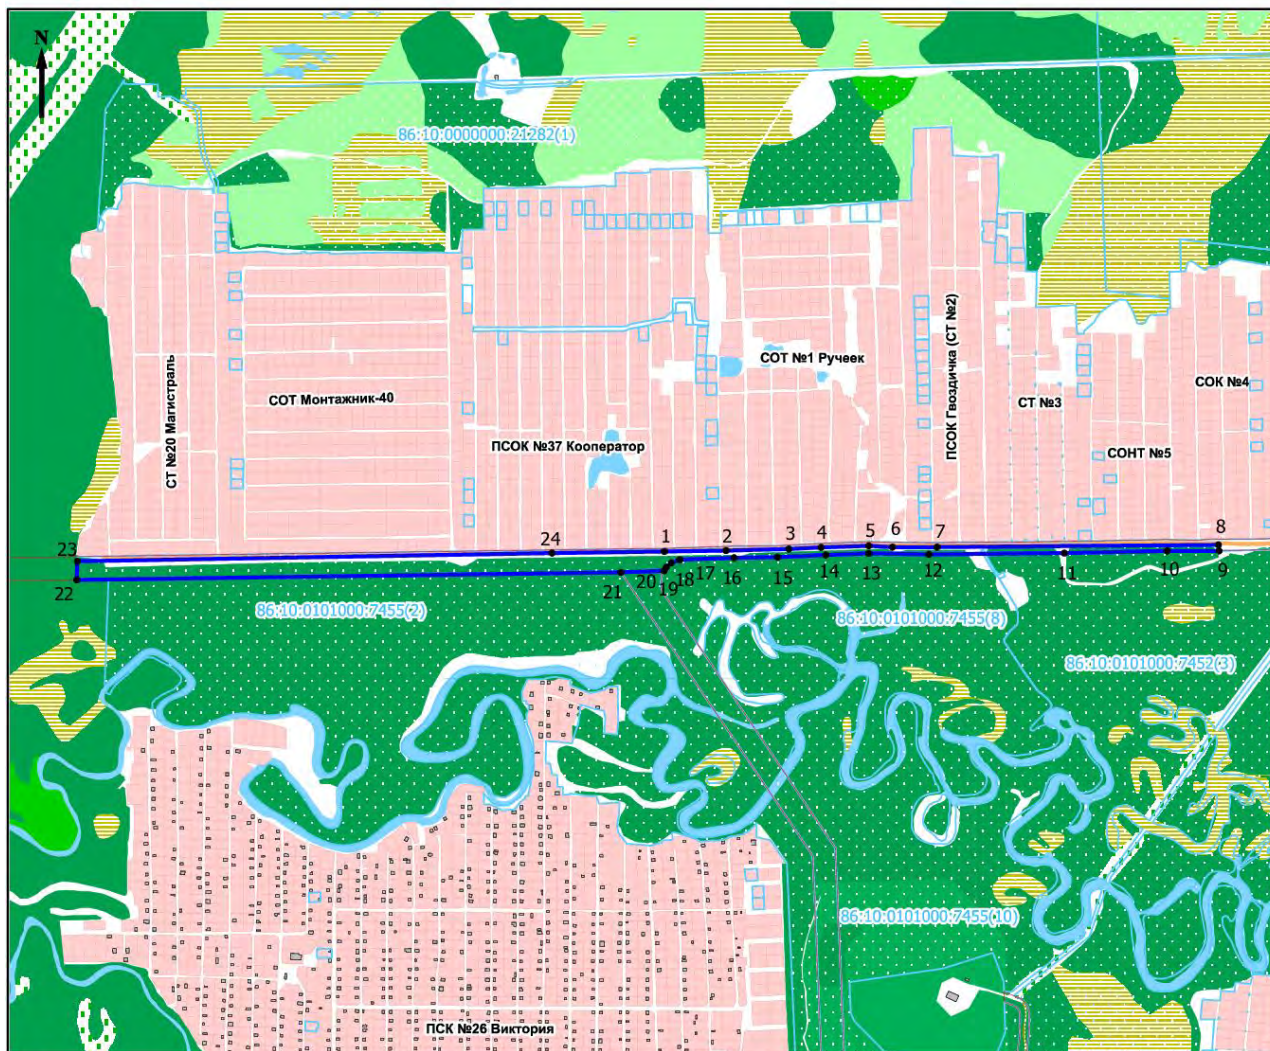 N
86:10:0000000:21282(1)
СТ №20 Магистраль
СОТ Монтажник-40
ПСОК №37 Кооператор
СОТ №1 Ручеек
ПСОК Гвоздичка (СТ №2)
СТ №3
СОК №4
СОНТ №5
23
24
1
2
3
4
5
6
7
8
22
21
20
19
18
17
16
15
14
13
12
11
10
9
86:10:0101000:7455(2)
86:10:0101000:7455(8)
86:10:0101000:7452(3)
86:10:0101000:7455(10)
ПСК №26 Виктория